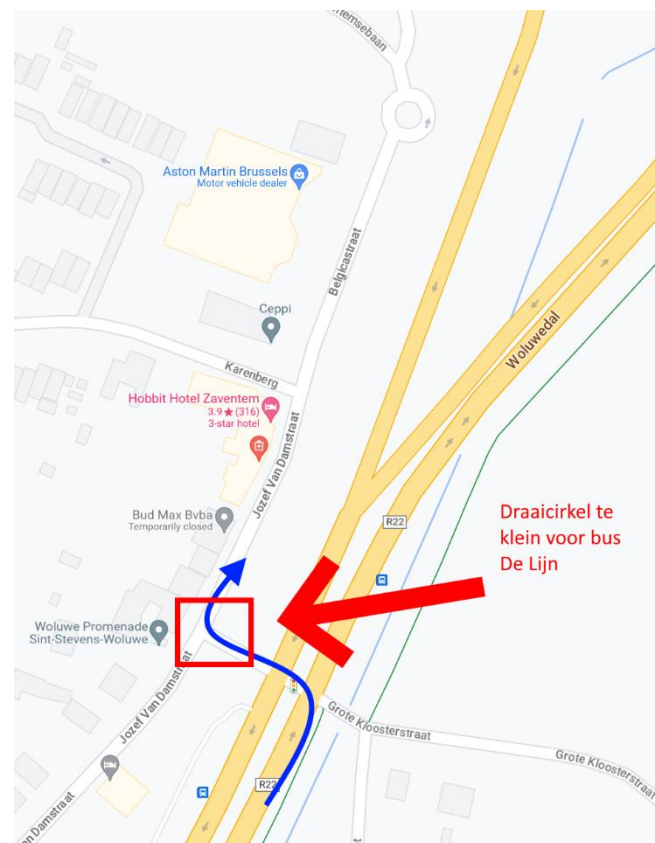 hemsebaan
Aston Martin Brussels
Motor vehicle dealer
Belgicastraat
Ceppi
Woluwedal
Karenberg
Hobbit Hotel Zaventem
3.9 ★ (316)
3-star hotel
Jozef Van Damstraat
Bud Max Bvba
Temporarily closed
R22
Draaicirkel te
klein voor bus
De Lijn
Woluwe Promenade
Sint-Stevens-Woluwe
Jozef Van Damstraat
Grote Kloosterstraat
Grote Kloosterstraat
R22
n Damstraat